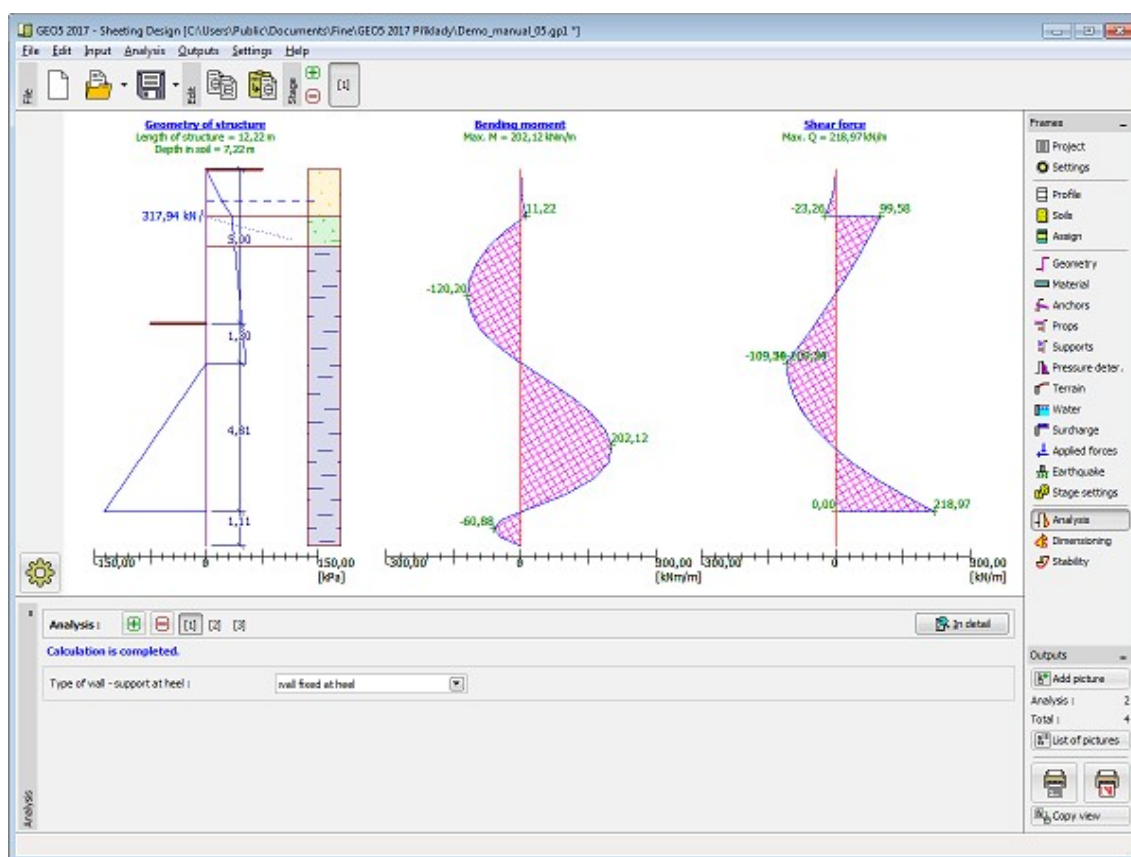 GEO5 2017 - Sheeting Design [C:\Users\Public\Documents\Fine\GEO5 2017 Příklady\Demo_manual_05.gp1 *]
File Edit Input Analysis Outputs Settings Help
File
Edit
Stage
[1]
Geometry of structure
Length of structure = 12,22 m
Depth in soil = 7,22 m
317,94 kN/
5,00
1,30
4,81
1,11
-150,00 0 150,00
[kPa]
Bending moment
Max. M = 202,12 kNm/m
11,22
-120,20
202,12
-60,88
-300,00 0 300,00
[kNm/m]
Shear force
Max. Q = 218,97 kN/m
-23,26 99,58
0,00 218,97
-300,00 0 300,00
[kN/m]
Frames
Project
Settings
Profile
Soils
Assign
Geometry
Material
Anchors
Props
Supports
Pressure deter.
Terrain
Water
Surcharge
Applied forces
Earthquake
Stage settings
Analysis
Dimensioning
Stability
Analysis : [1] [2] [3]
In detail
Calculation is completed.
Type of wall - support at heel : wall fixed at heel
Analysis
Outputs
Add picture
Analysis : 2
Total : 4
List of pictures
Copy view